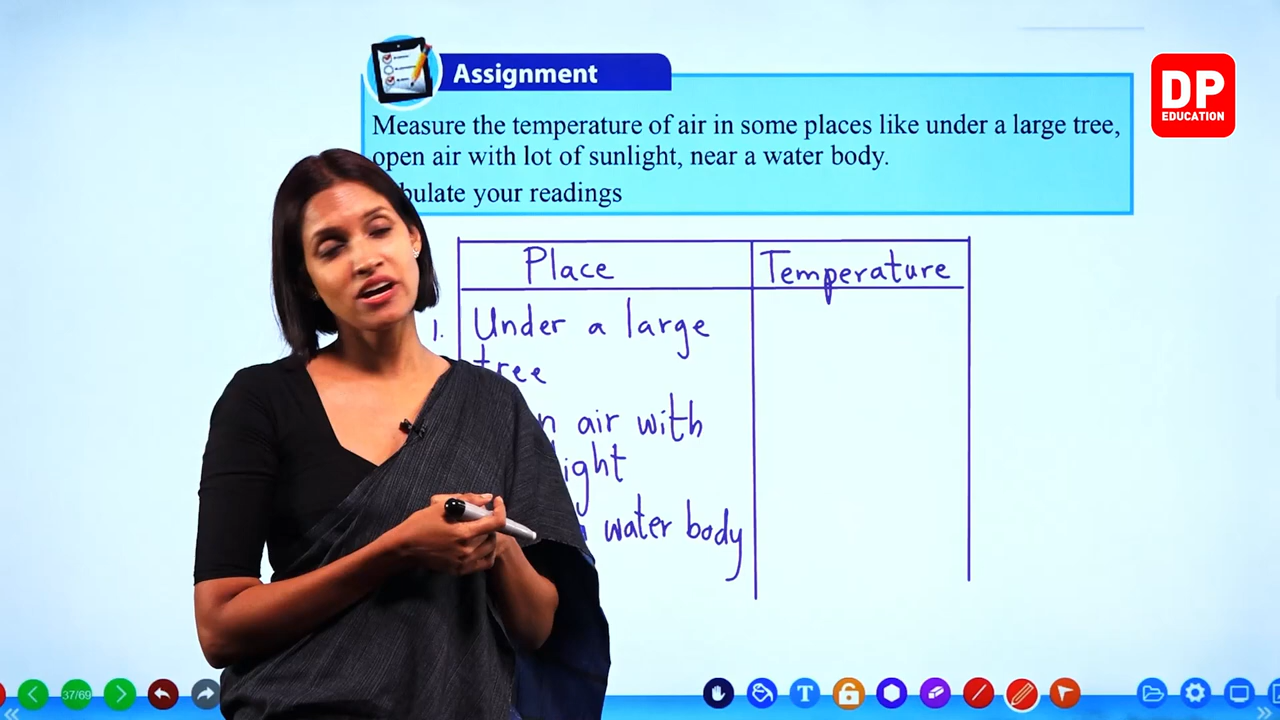 Assignment
DP
EDUCATION
Measure the temperature of air in some places like under a large tree,
open air with lot of sunlight, near a water body.
bulate your readings
Place Temperature
1. Under a large
tree
n air with
light
water body
37/69
T